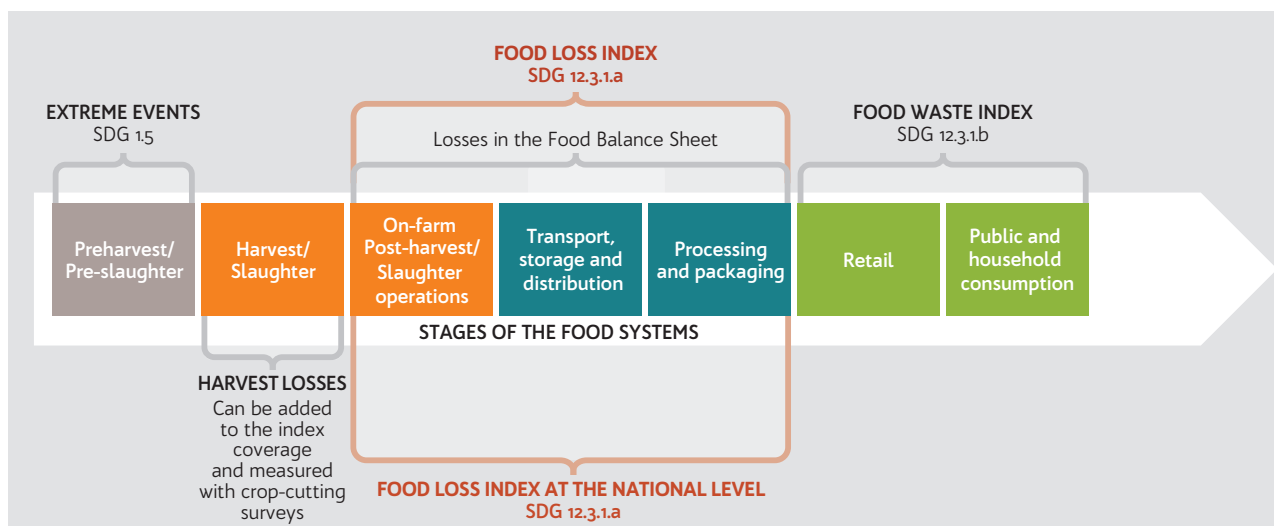 FOOD LOSS INDEX
SDG 12.3.1.a
EXTREME EVENTS
SDG 1.5
FOOD WASTE INDEX
SDG 12.3.1.b
Losses in the Food Balance Sheet
Preharvest/
Pre-slaughter
Harvest/
Slaughter
On-farm
Post-harvest/
Slaughter
operations
Transport,
storage and
distribution
Processing
and packaging
Retail
Public and
household
consumption
STAGES OF THE FOOD SYSTEMS
HARVEST LOSSES
Can be added
to the index
coverage
and measured
with crop-cutting
surveys
FOOD LOSS INDEX AT THE NATIONAL LEVEL
SDG 12.3.1.a